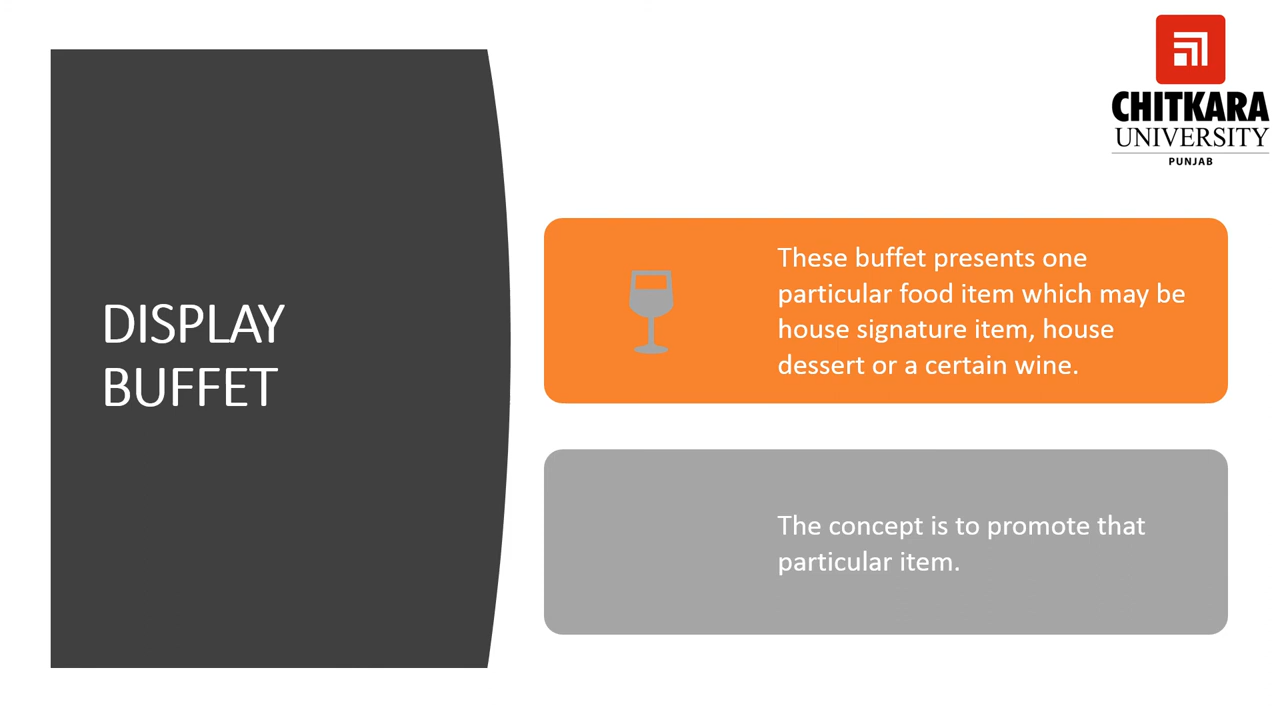 CHITKARA
UNIVERSITY
PUNJAB
DISPLAY
BUFFET
These buffet presents one
particular food item which may be
house signature item, house
dessert or a certain wine.
The concept is to promote that
particular item.